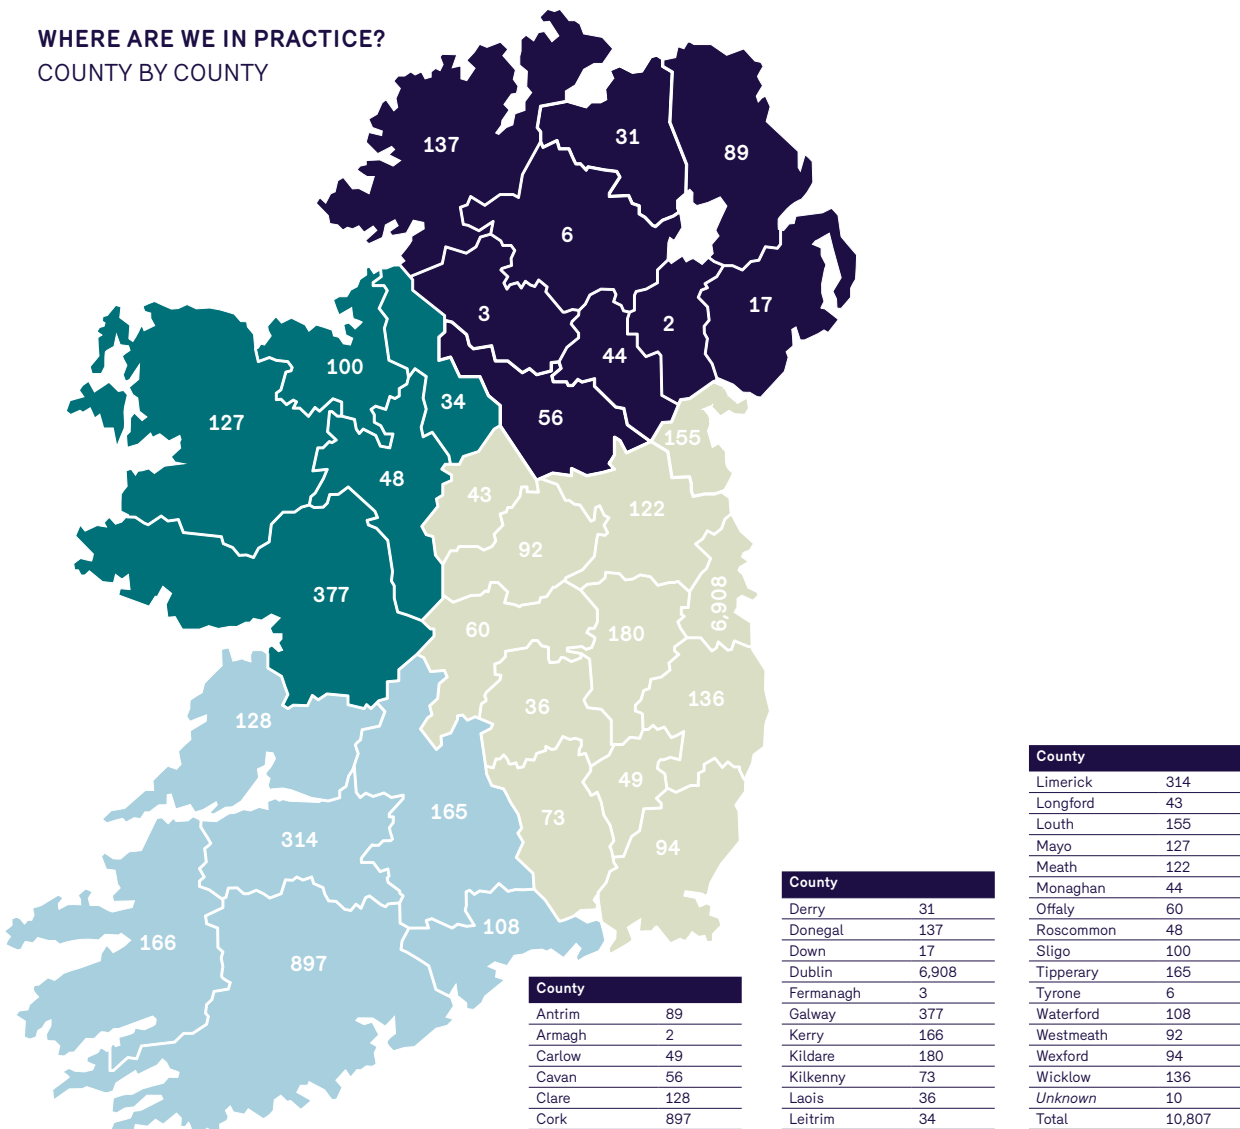 WHERE ARE WE IN PRACTICE?
COUNTY BY COUNTY
137
31
89
6
3
2
17
44
100
34
56
127
155
48
43
122
92
377
6,908
60
180
136
36
128
49
165
73
314
94
108
166
897
County
Antrim 89
Armagh 2
Carlow 49
Cavan 56
Clare 128
Cork 897
County
Derry 31
Donegal 137
Down 17
Dublin 6,908
Fermanagh 3
Galway 377
Kerry 166
Kildare 180
Kilkenny 73
Laois 36
Leitrim 34
County
Limerick 314
Longford 43
Louth 155
Mayo 127
Meath 122
Monaghan 44
Offaly 60
Roscommon 48
Sligo 100
Tipperary 165
Tyrone 6
Waterford 108
Westmeath 92
Wexford 94
Wicklow 136
Unknown 10
Total 10,807